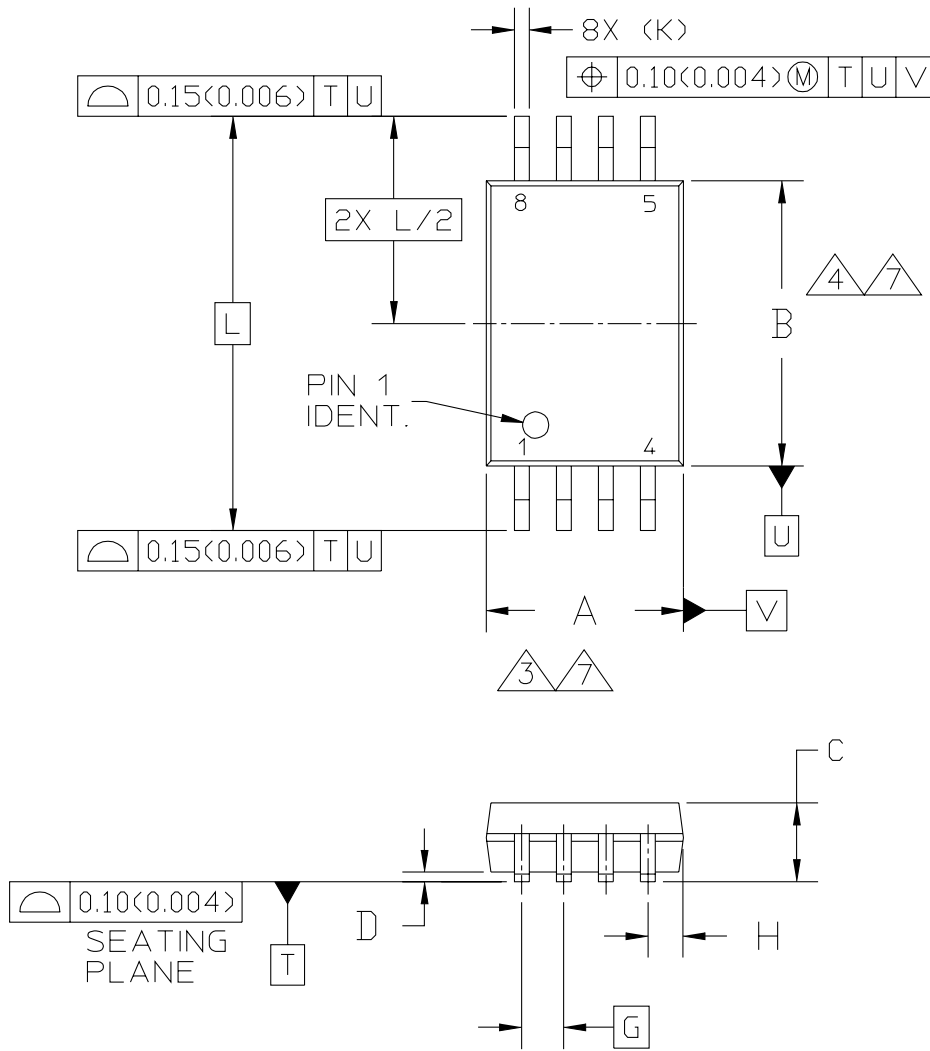 8X (K)
⌖ 0.10(0.004) Ⓜ T U V
⌓ 0.15(0.006) T U
8 5
2X L/2
4 7
L
B
PIN 1
IDENT.
1 4
⌓ 0.15(0.006) T U
U
A
V
3 7
C
⌓ 0.10(0.004)
SEATING
PLANE
D
H
T
G